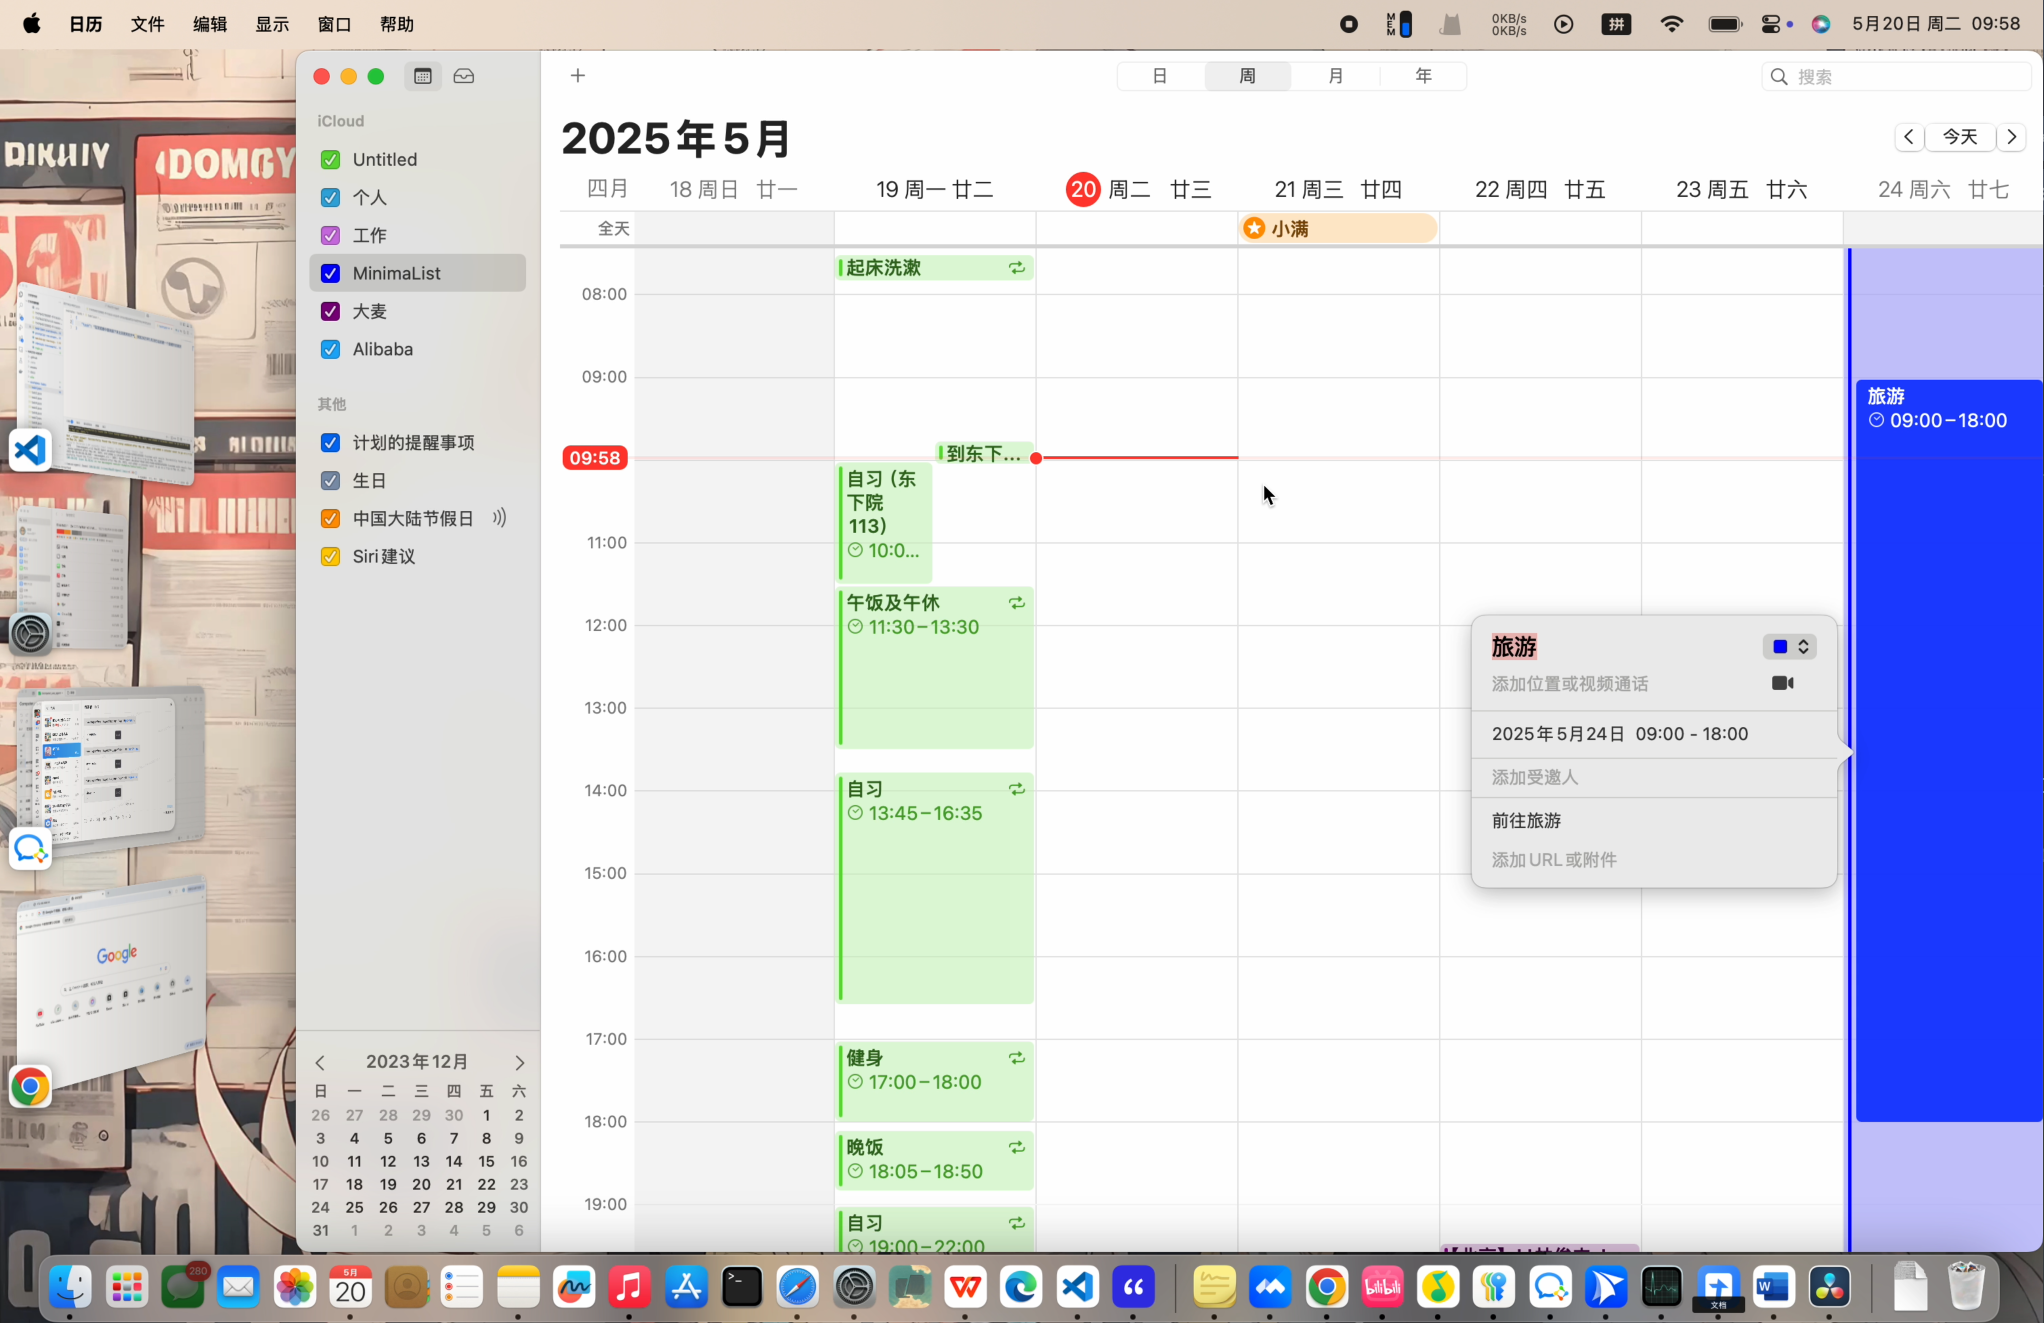 日历 文件 编辑 显示 窗口 帮助
MEM 0KB/s 0KB/s 拼 5月20日 周二 09:58
日 周 月 年 搜索
2025年5月 今天
iCloud
Untitled
个人
工作
MinimaList
大麦
Alibaba
其他
计划的提醒事项
生日
中国大陆节假日
Siri建议
四月 18 周日 廿一 19 周一 廿二 20 周二 廿三 21 周三 廿四 22 周四 廿五 23 周五 廿六 24 周六 廿七
全天 小满
起床洗漱
08:00
09:00
旅游
09:00–18:00
09:58
到东下...
自习（东
下院
113）
10:0...
11:00
午饭及午休
11:30–13:30
12:00
13:00
自习
13:45–16:35
14:00
15:00
16:00
17:00
健身
17:00–18:00
18:00
晚饭
18:05–18:50
19:00
自习
19:00–22:00
旅游
添加位置或视频通话
2025年5月24日 09:00 - 18:00
添加受邀人
前往旅游
添加URL或附件
2023年12月
日 一 二 三 四 五 六
26 27 28 29 30 1 2
3 4 5 6 7 8 9
10 11 12 13 14 15 16
17 18 19 20 21 22 23
24 25 26 27 28 29 30
31 1 2 3 4 5 6
Google
280
5月
20
bilibili
文档